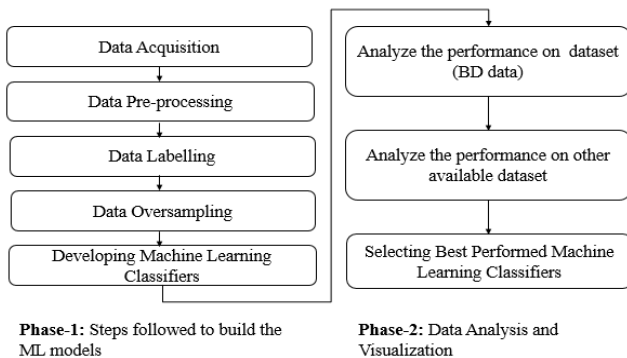 Data Acquisition
Data Pre-processing
Data Labelling
Data Oversampling
Developing Machine Learning
Classifiers
Phase-1: Steps followed to build the
ML models
Analyze the performance on dataset
(BD data)
Analyze the performance on other
available dataset
Selecting Best Performed Machine
Learning Classifiers
Phase-2: Data Analysis and
Visualization